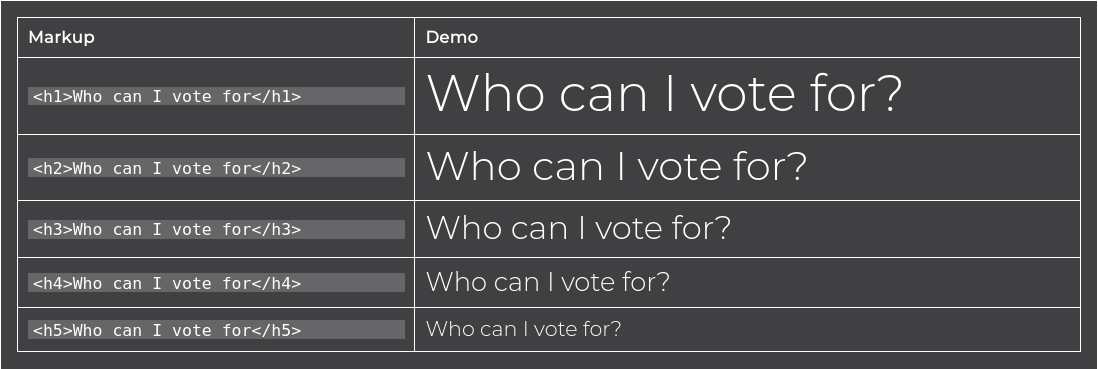 Markup Demo
<h1>Who can I vote for</h1> Who can I vote for?
<h2>Who can I vote for</h2> Who can I vote for?
<h3>Who can I vote for</h3> Who can I vote for?
<h4>Who can I vote for</h4> Who can I vote for?
<h5>Who can I vote for</h5> Who can I vote for?